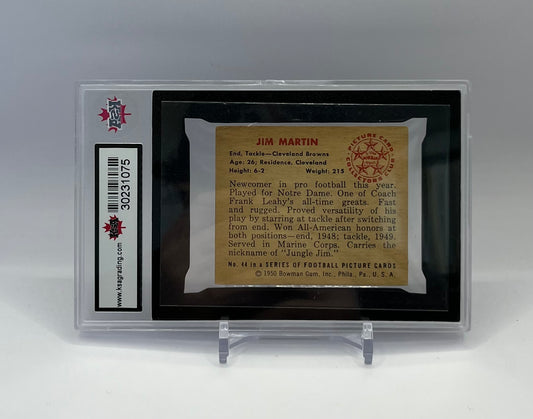 KSA
30231075
KSA
www.ksagrading.com
JIM MARTIN
End, Tackle—Cleveland Browns
Age: 26; Residence, Cleveland
Height: 6-2 Weight: 215
PICTURE CARD
COLLECTORS CLUB
Newcomer in pro football this year.
Played for Notre Dame. One of Coach
Frank Leahy's all-time greats. Fast
and rugged. Proved versatility of his
play by starting at tackle after switching
from end. Won All-American honors at
both positions—end, 1948; tackle, 1949.
Served in Marine Corps. Carries the
nickname of "Jungle Jim."
No. 44 in a SERIES OF FOOTBALL PICTURE CARDS
© 1950 Bowman Gum, Inc., Phila., Pa., U. S. A.